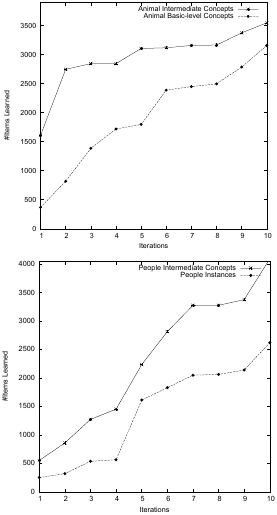 Animal Intermediate Concepts
Animal Basic-level Concepts
3500
3000
2500
2000
1500
1000
500
0
#Items Learned
1 2 3 4 5 6 7 8 9 10
Iterations
People Intermediate Concepts
People Instances
4000
3500
3000
2500
2000
1500
1000
500
0
#Items Learned
1 2 3 4 5 6 7 8 9 10
Iterations